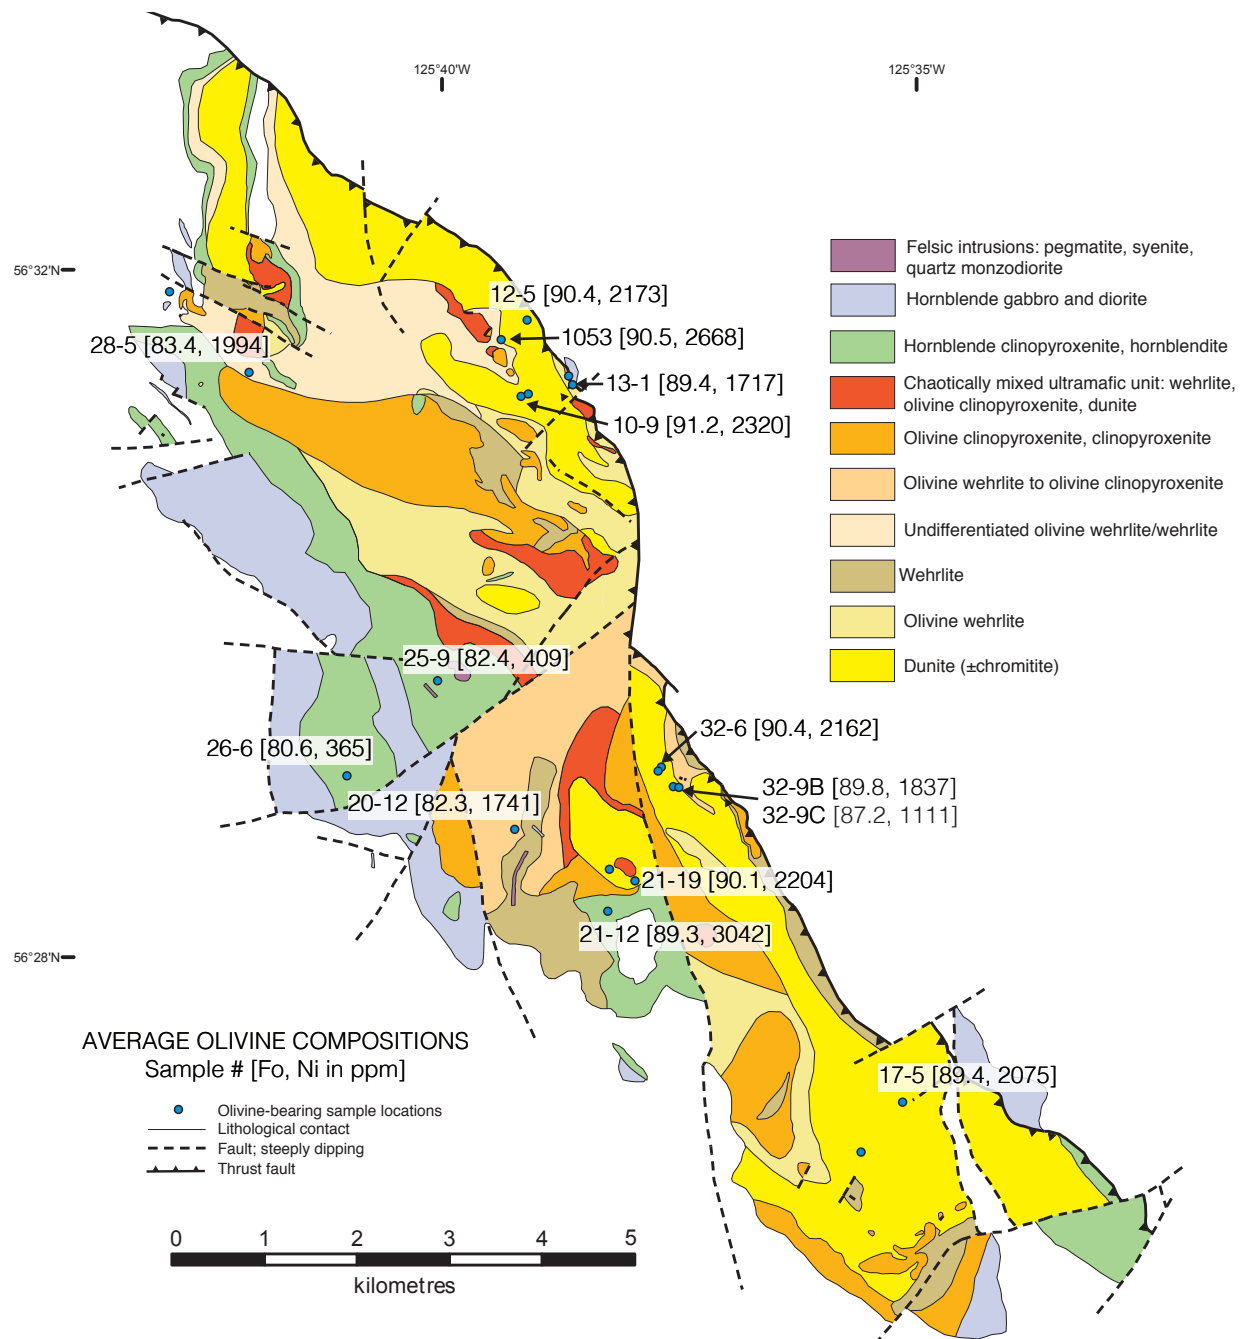 125°40'W
125°35'W
56°32'N
56°28'N
12-5 [90.4, 2173]
1053 [90.5, 2668]
28-5 [83.4, 1994]
13-1 [89.4, 1717]
10-9 [91.2, 2320]
25-9 [82.4, 409]
26-6 [80.6, 365]
20-12 [82.3, 1741]
32-6 [90.4, 2162]
32-9B [89.8, 1837]
32-9C [87.2, 1111]
21-19 [90.1, 2204]
21-12 [89.3, 3042]
17-5 [89.4, 2075]
Felsic intrusions: pegmatite, syenite,
quartz monzodiorite
Hornblende gabbro and diorite
Hornblende clinopyroxenite, hornblendite
Chaotically mixed ultramafic unit: wehrlite,
olivine clinopyroxenite, dunite
Olivine clinopyroxenite, clinopyroxenite
Olivine wehrlite to olivine clinopyroxenite
Undifferentiated olivine wehrlite/wehrlite
Wehrlite
Olivine wehrlite
Dunite (±chromitite)
AVERAGE OLIVINE COMPOSITIONS
Sample # [Fo, Ni in ppm]
Olivine-bearing sample locations
Lithological contact
Fault; steeply dipping
Thrust fault
0 1 2 3 4 5
kilometres